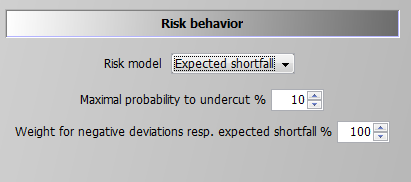 Risk behavior
Risk model Expected shortfall
Maximal probability to undercut % 10
Weight for negative deviations resp. expected shortfall % 100